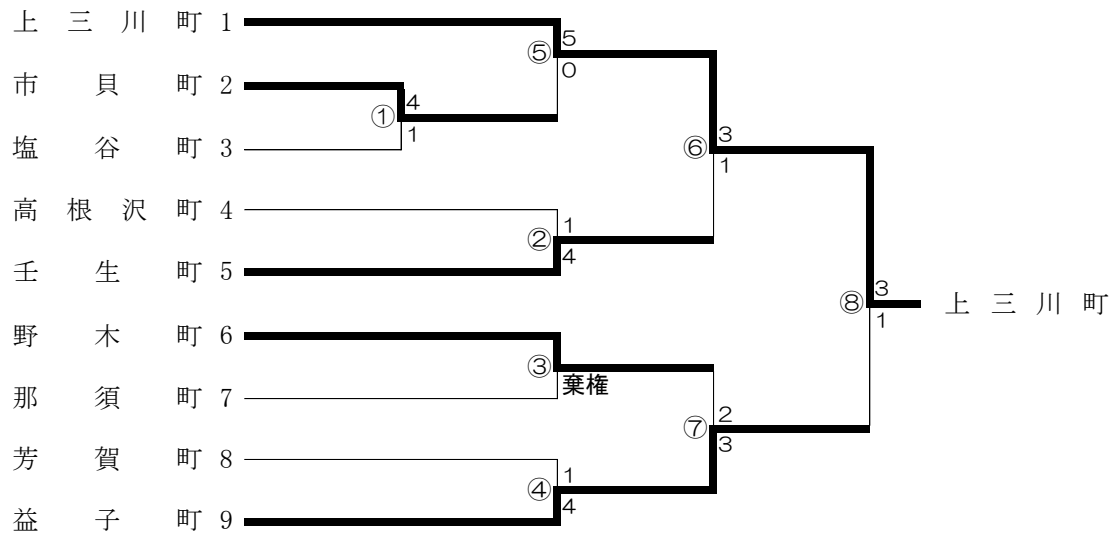 上三川町 1
5
⑤
0
市貝町 2
4
①
1
3
⑥
1
塩谷町 3
高根沢町 4
1
②
4
壬生町 5
3
⑧
1
上三川町
野木町 6
③
棄権
那須町 7
2
⑦
3
芳賀町 8
1
④
4
益子町 9